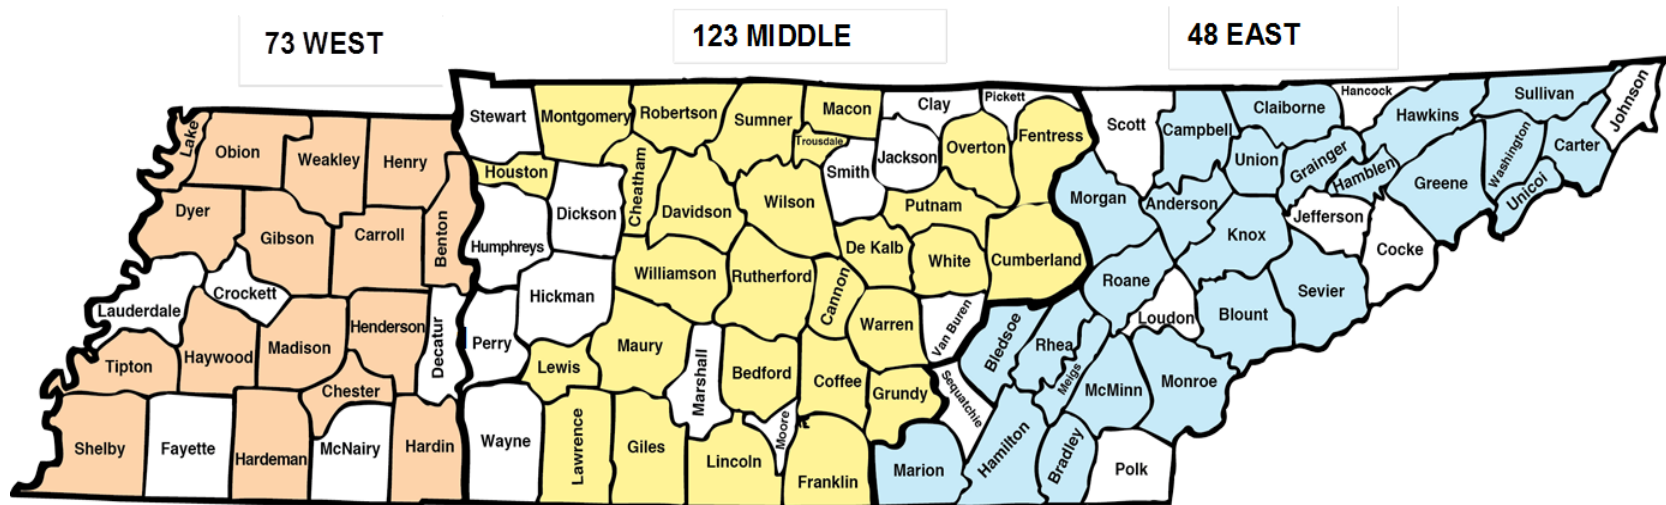 73 WEST
123 MIDDLE
48 EAST
Lake
Obion
Weakley
Henry
Dyer
Gibson
Carroll
Benton
Lauderdale
Crockett
Tipton
Haywood
Madison
Henderson
Decatur
Chester
Shelby
Fayette
Hardeman
McNairy
Hardin
Stewart
Montgomery
Robertson
Sumner
Macon
Trousdale
Clay
Pickett
Houston
Dickson
Cheatham
Davidson
Wilson
Smith
Jackson
Overton
Fentress
Humphreys
Putnam
De Kalb
White
Cumberland
Hickman
Williamson
Rutherford
Cannon
Warren
Van Buren
Perry
Lewis
Maury
Marshall
Bedford
Coffee
Grundy
Sequatchie
Wayne
Lawrence
Giles
Lincoln
Moore
Franklin
Scott
Campbell
Claiborne
Hancock
Hawkins
Sullivan
Johnson
Union
Grainger
Hamblen
Greene
Washington
Carter
Unicoi
Morgan
Anderson
Knox
Jefferson
Cocke
Roane
Loudon
Blount
Sevier
Bledsoe
Rhea
Meigs
McMinn
Monroe
Marion
Hamilton
Bradley
Polk